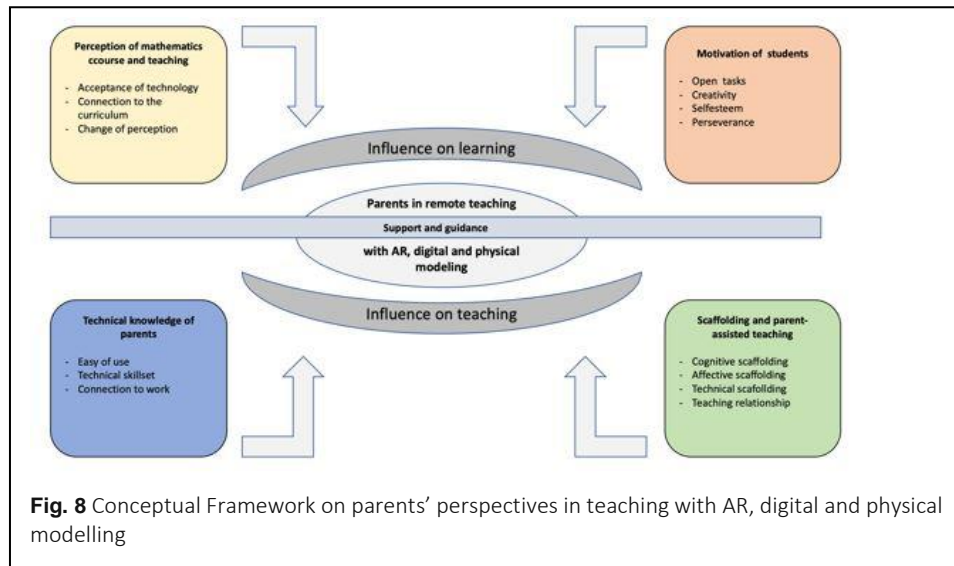 Perception of mathematics
ccourse and teaching
- Acceptance of technology
- Connection to the
curriculum
- Change of perception
Motivation of students
- Open tasks
- Creativity
- Selfesteem
- Perseverance
Influence on learning
Parents in remote teaching
Support and guidance
with AR, digital and physical
modeling
Influence on teaching
Technical knowledge of
parents
- Easy of use
- Technical skillset
- Connection to work
Scaffolding and parent-
assisted teaching
- Cognitive scaffolding
- Affective scaffolding
- Technical scafollding
- Teaching relationship
Fig. 8 Conceptual Framework on parents’ perspectives in teaching with AR, digital and physical
modelling